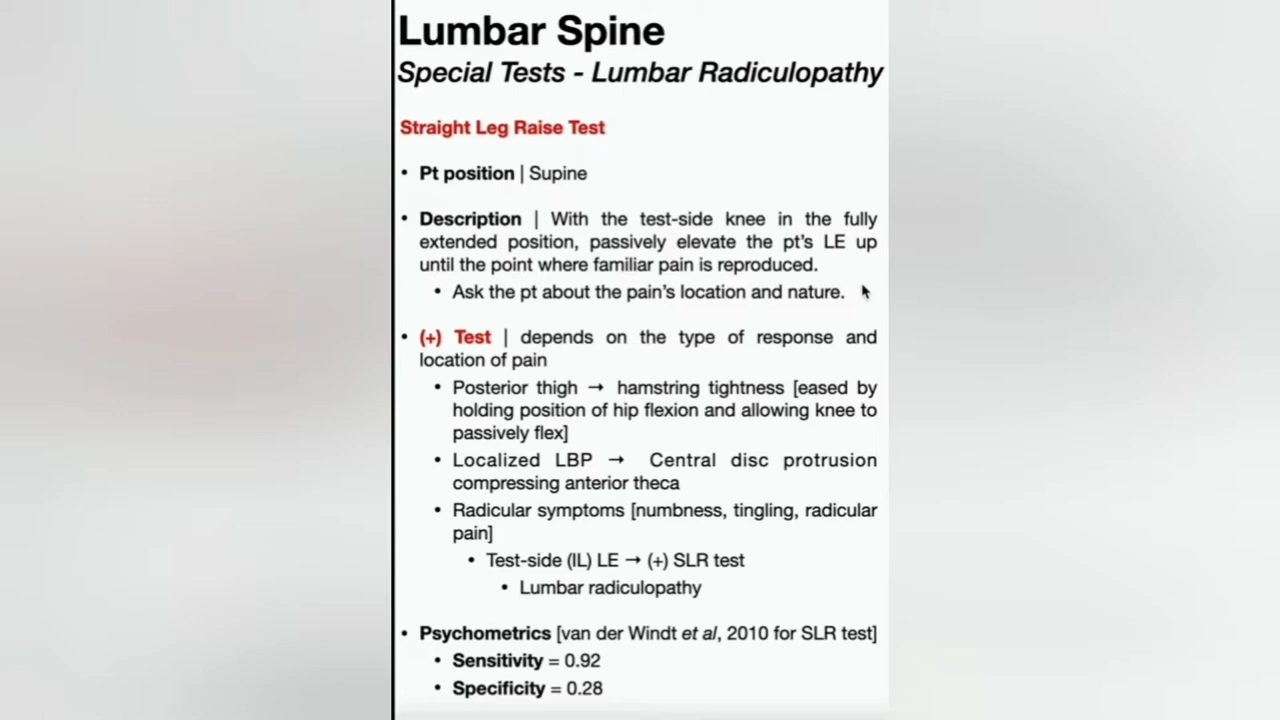 Lumbar Spine
Special Tests - Lumbar Radiculopathy
Straight Leg Raise Test
• Pt position | Supine
• Description | With the test-side knee in the fully
extended position, passively elevate the pt's LE up
until the point where familiar pain is reproduced.
• Ask the pt about the pain's location and nature.
• (+) Test | depends on the type of response and
location of pain
• Posterior thigh → hamstring tightness [eased by
holding position of hip flexion and allowing knee to
passively flex]
• Localized LBP → Central disc protrusion
compressing anterior theca
• Radicular symptoms [numbness, tingling, radicular
pain]
• Test-side (IL) LE → (+) SLR test
• Lumbar radiculopathy
• Psychometrics [van der Windt et al, 2010 for SLR test]
• Sensitivity = 0.92
• Specificity = 0.28